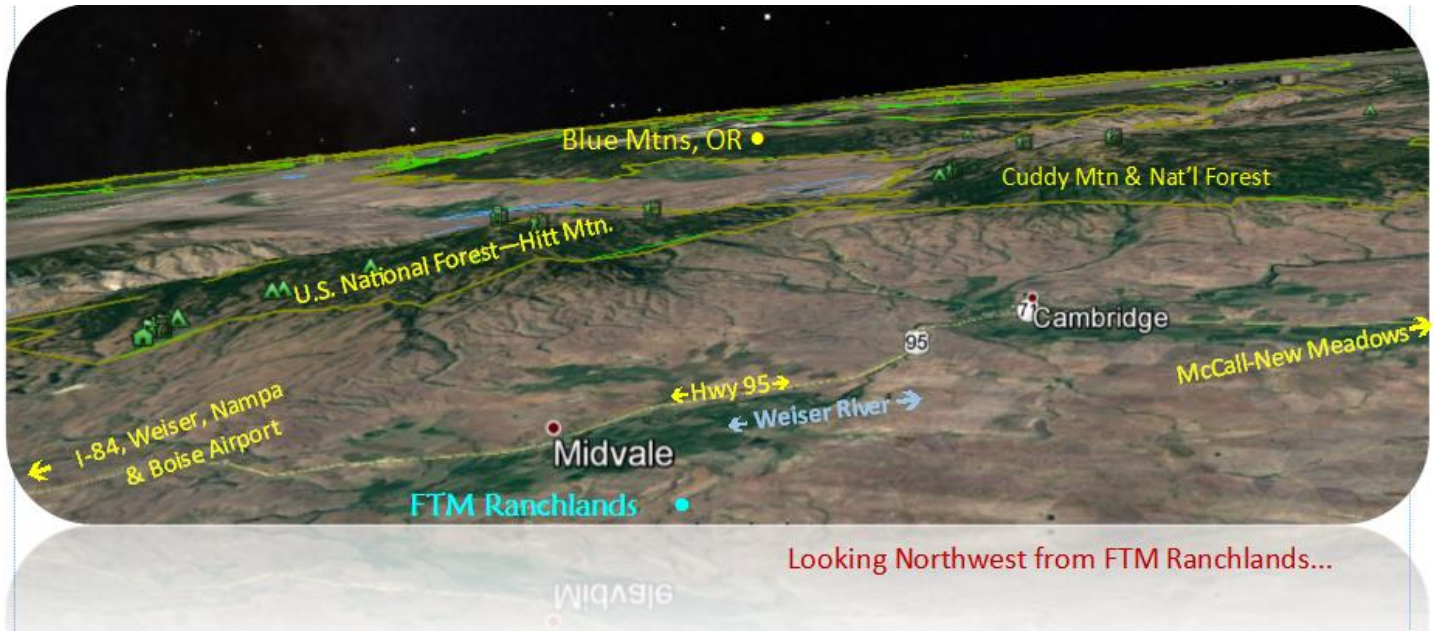 Blue Mtns, OR
Cuddy Mtn & Nat'l Forest
U.S. National Forest—Hitt Mtn.
71
Cambridge
95
McCall-New Meadows
Hwy 95
Weiser River
I-84, Weiser, Nampa
& Boise Airport
Midvale
FTM Ranchlands
Looking Northwest from FTM Ranchlands...
Midvale